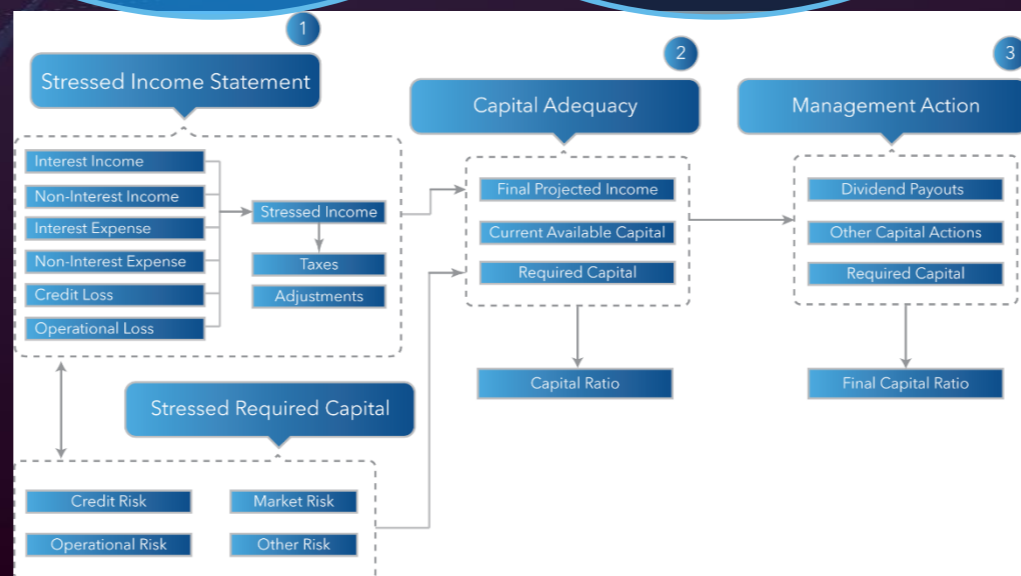 1
Stressed Income Statement
Interest Income
Non-Interest Income
Interest Expense
Non-Interest Expense
Credit Loss
Operational Loss
Stressed Income
Taxes
Adjustments
Stressed Required Capital
Credit Risk
Market Risk
Operational Risk
Other Risk
2
Capital Adequacy
Final Projected Income
Current Available Capital
Required Capital
Capital Ratio
3
Management Action
Dividend Payouts
Other Capital Actions
Required Capital
Final Capital Ratio